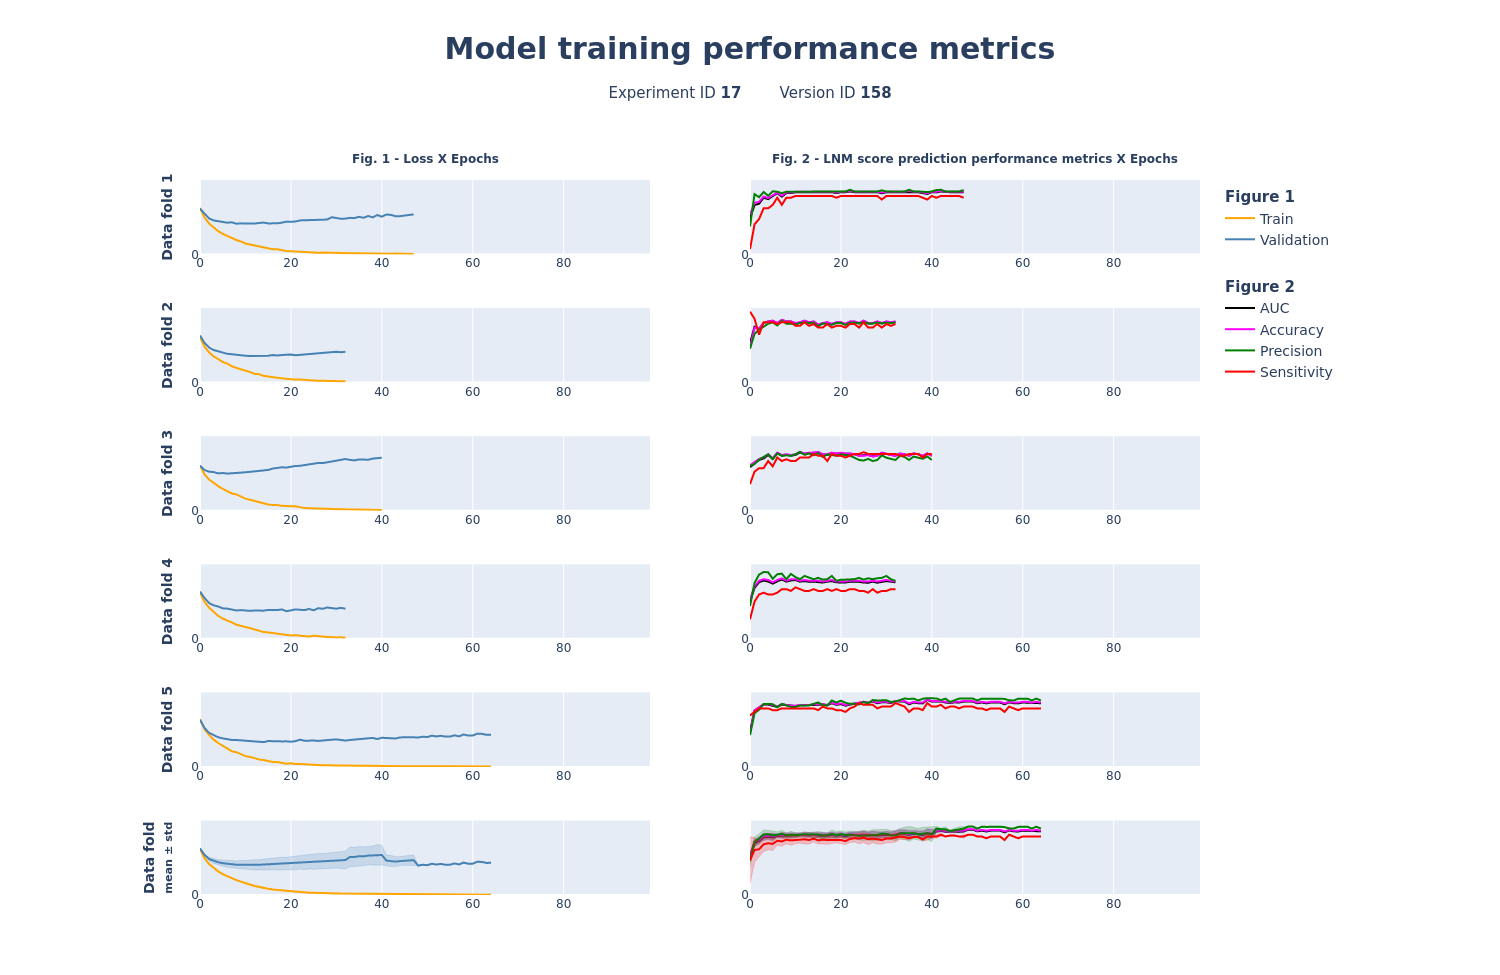 Model training performance metrics
Experiment ID 17 Version ID 158
Fig. 1 - Loss X Epochs
Fig. 2 - LNM score prediction performance metrics X Epochs
Data fold 1
0
0 20 40 60 80
0
0 20 40 60 80
Figure 1
Train
Validation
Figure 2
AUC
Accuracy
Precision
Sensitivity
Data fold 2
0
0 20 40 60 80
0
0 20 40 60 80
Data fold 3
0
0 20 40 60 80
0
0 20 40 60 80
Data fold 4
0
0 20 40 60 80
0
0 20 40 60 80
Data fold 5
0
0 20 40 60 80
0
0 20 40 60 80
Data fold
mean ± std
0
0 20 40 60 80
0
0 20 40 60 80